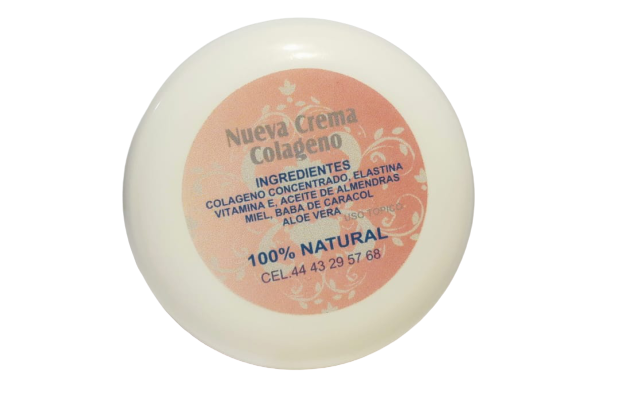 Nueva Crema
Colageno
INGREDIENTES
COLAGENO CONCENTRADO, ELASTINA
VITAMINA E, ACEITE DE ALMENDRAS
MIEL, BABA DE CARACOL
ALOE VERA USO TOPICO
100% NATURAL
CEL.44 43 29 57 68